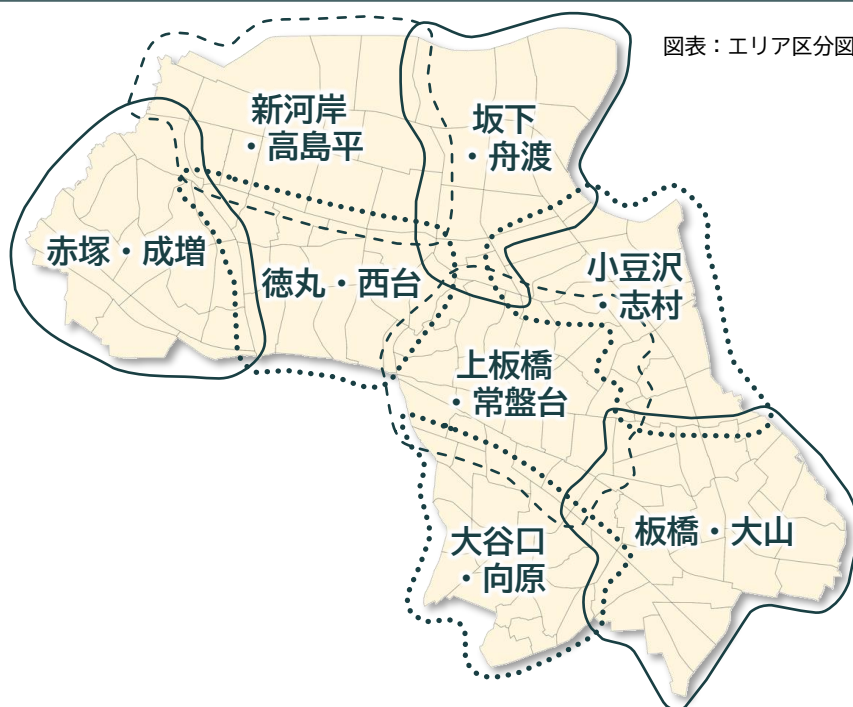 図表：エリア区分図
新河岸
・高島平
坂下
・舟渡
赤塚・成増
徳丸・西台
小豆沢
・志村
上板橋
・常盤台
大谷口
・向原
板橋・大山